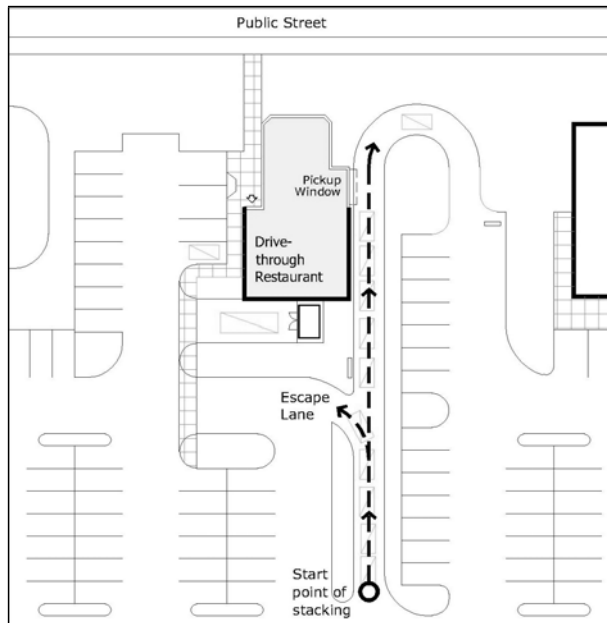 Public Street
Pickup
Window
Drive-
through
Restaurant
Escape
Lane
Start
point of
stacking